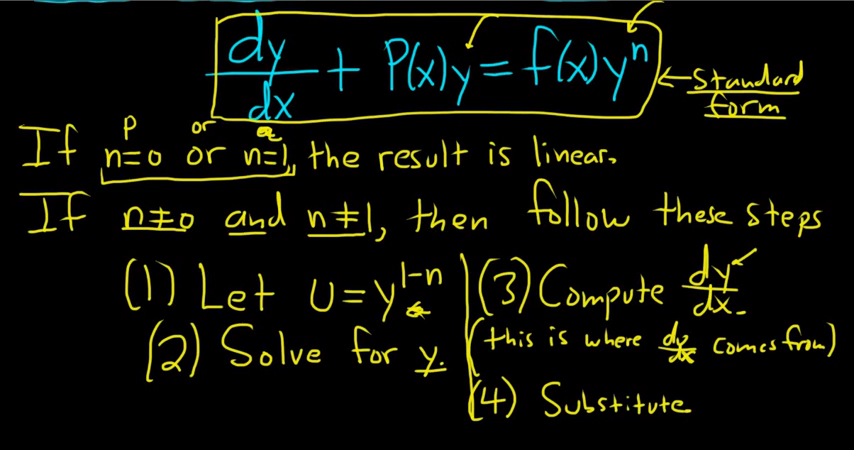 dy/dx + P(x)y = f(x)yⁿ ← standard form
P or Q
If n=0 or n=1, the result is linear.
If n≠0 and n≠1, then follow these steps
(1) Let u = y^(1-n)
(2) Solve for y.
(3) Compute dy/dx.
(this is where dy/dx comes from)
(4) Substitute